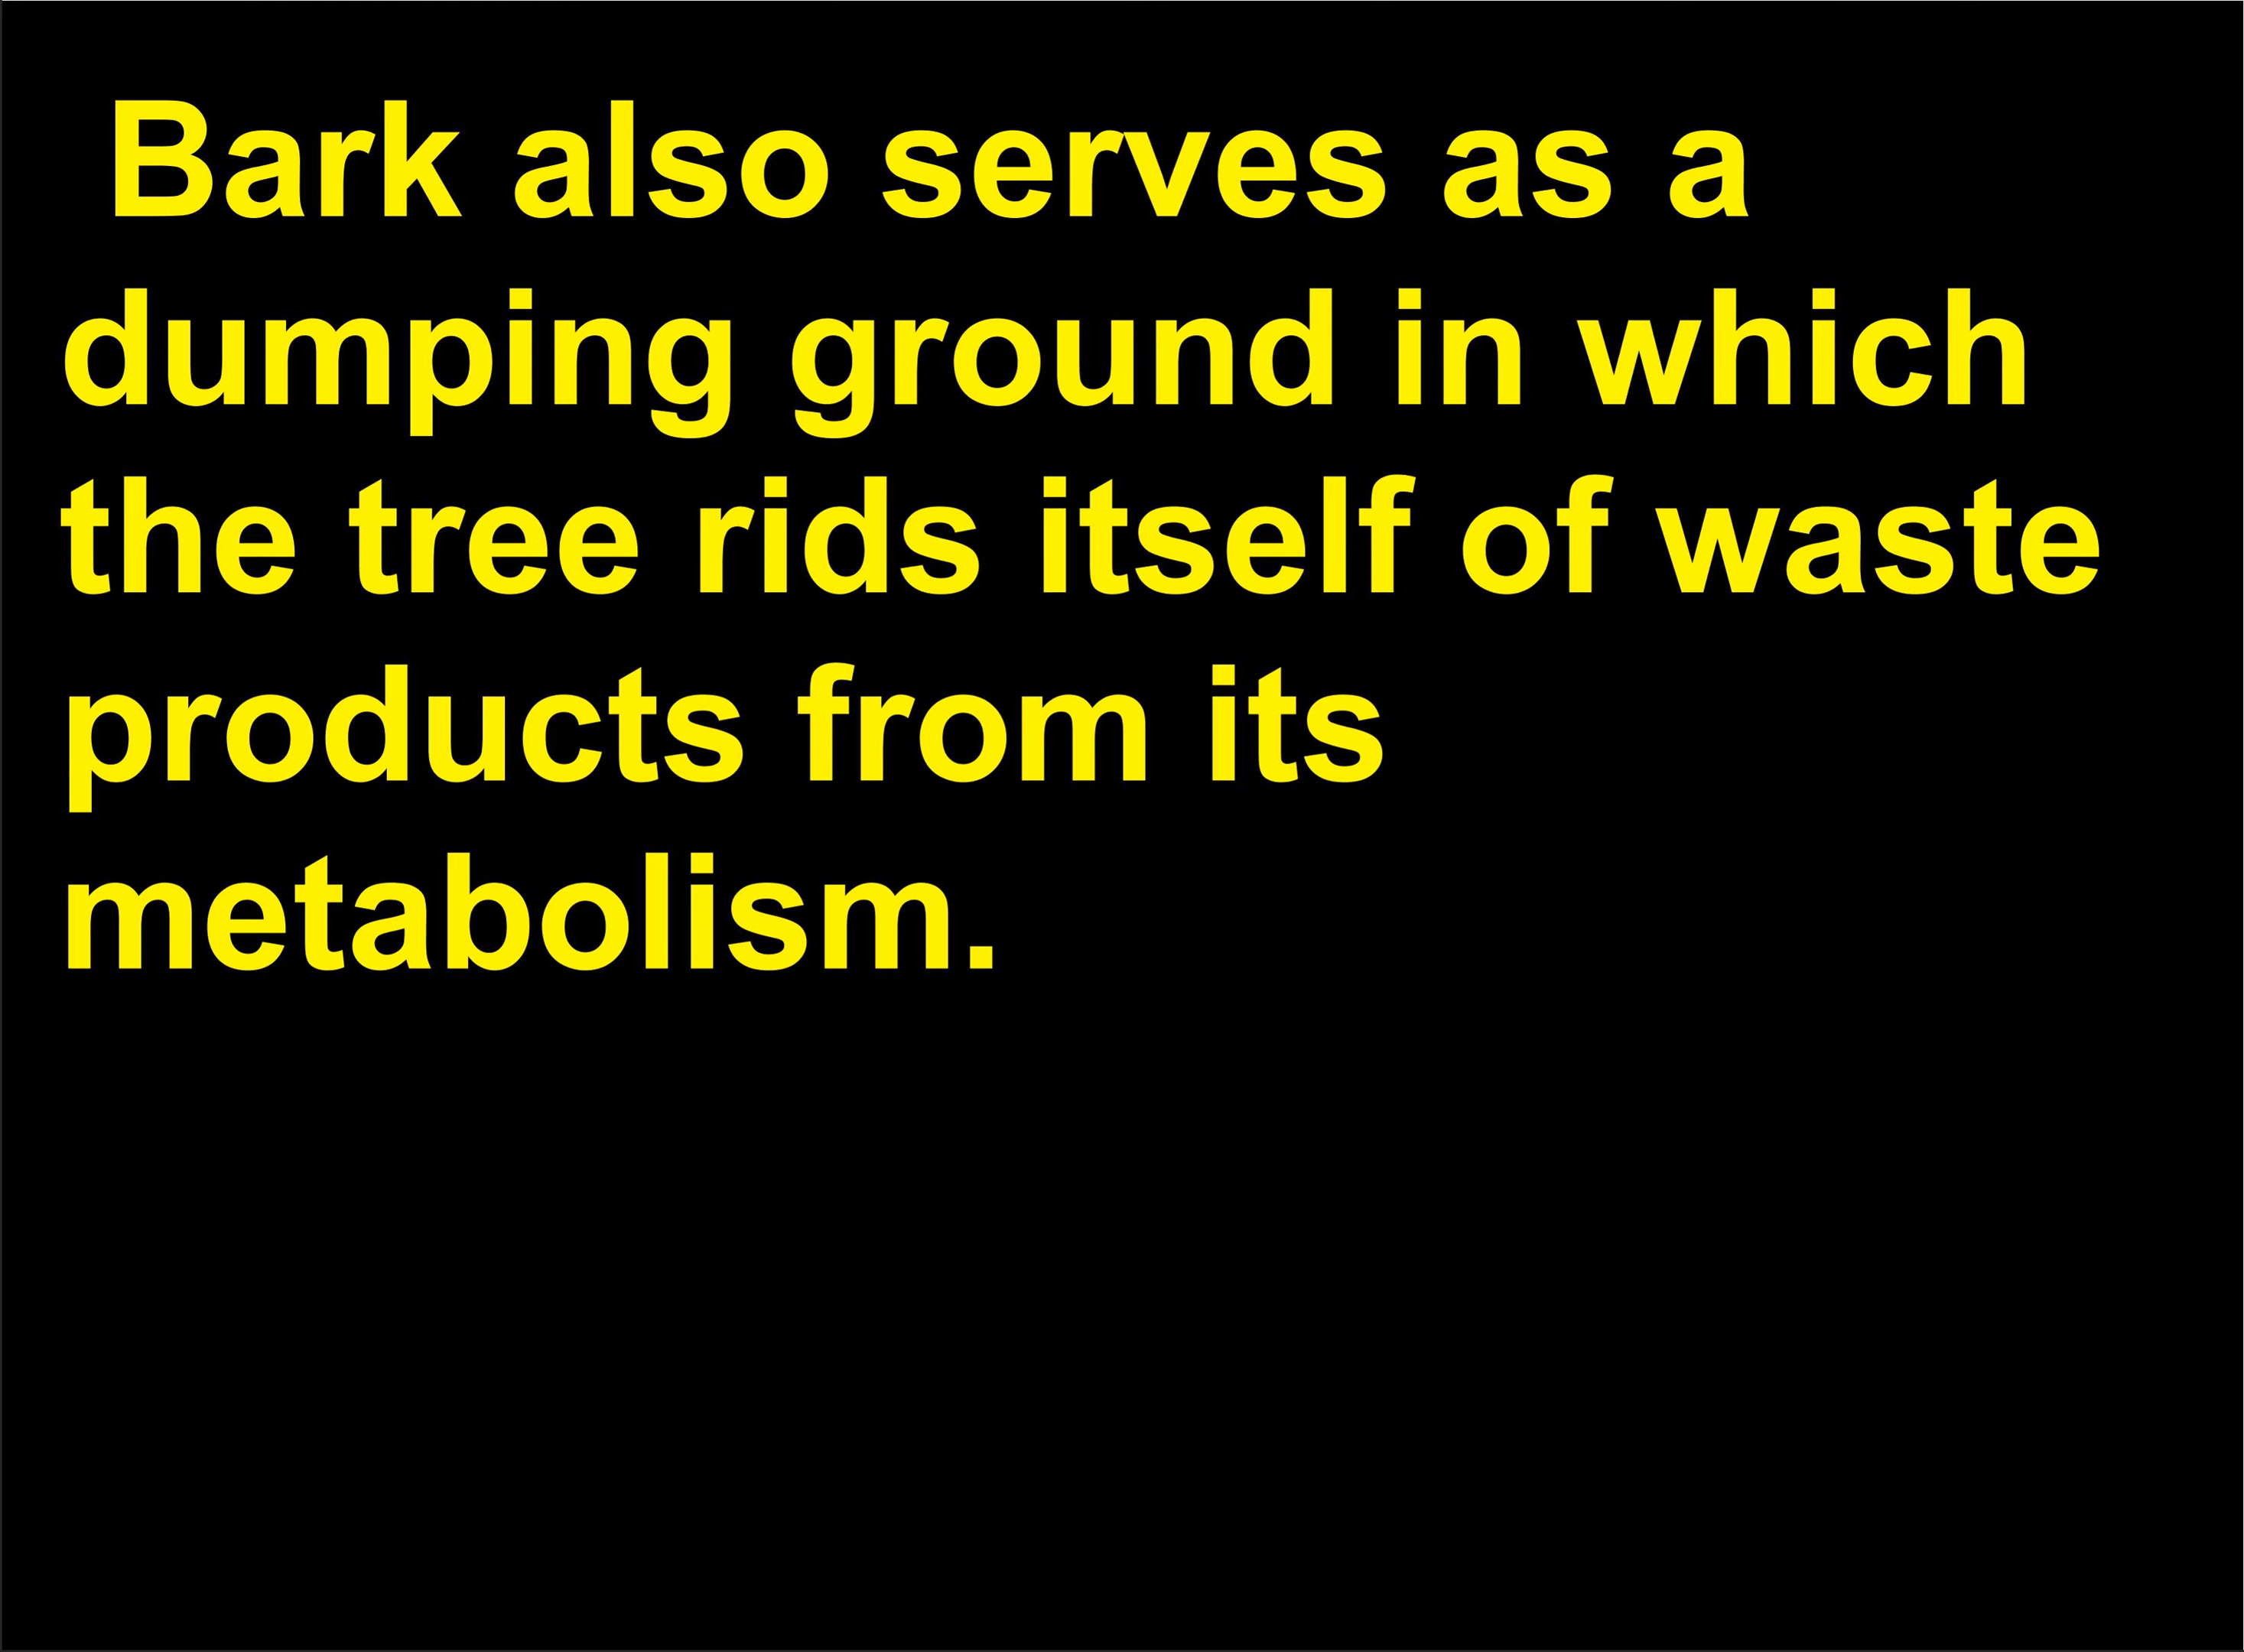 Bark also serves as a
dumping ground in which
the tree rids itself of waste
products from its
metabolism.